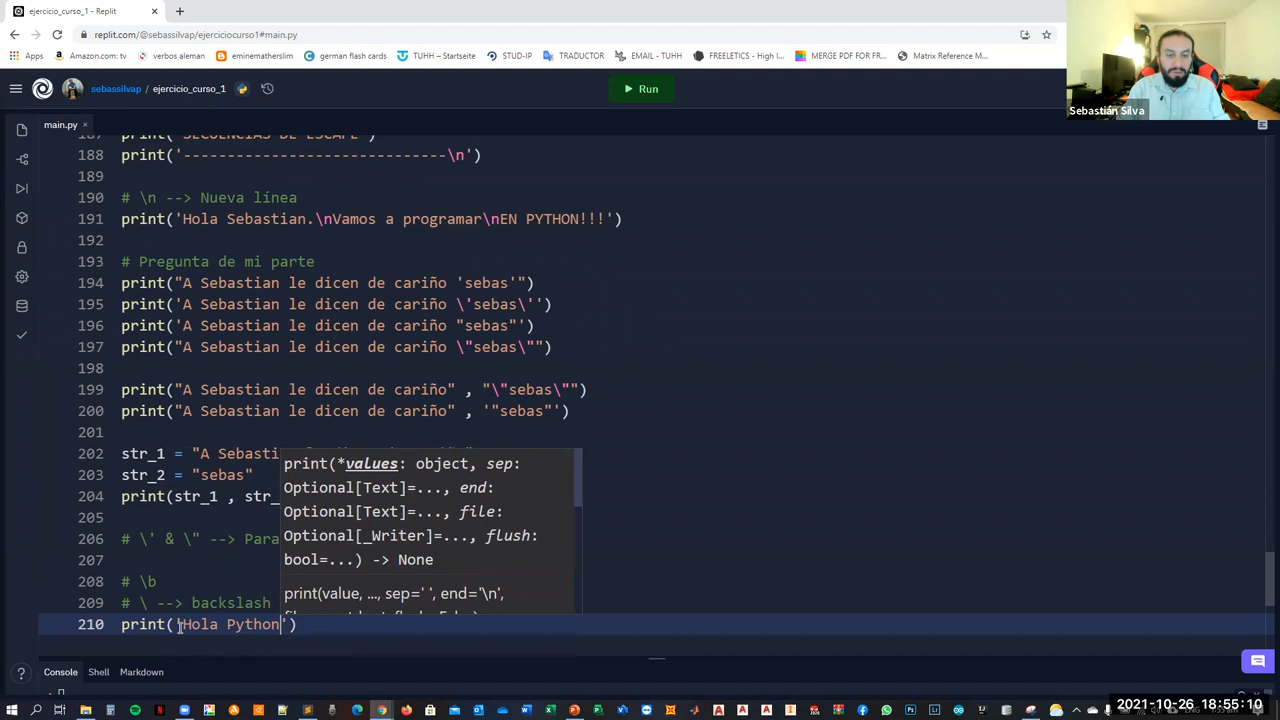 ejercicio_curso_1 - Replit
replit.com/@sebassilvap/ejerciciocurso1#main.py
Apps Amazon.com: tv verbos aleman eminematherslim german flash cards TUHH – Startseite STUD-IP TRADUCTOR EMAIL - TUHH FREELETICS - High I... MERGE PDF FOR FR... Matrix Reference M...
sebassilvap / ejercicio_curso_1
Run
Sebastián Silva
main.py
187 print('SECUENCIAS DE ESCAPE')
188 print('------------------------------\n')
189
190 # \n --> Nueva línea
191 print('Hola Sebastian.\nVamos a programar\nEN PYTHON!!!')
192
193 # Pregunta de mi parte
194 print("A Sebastian le dicen de cariño 'sebas'")
195 print('A Sebastian le dicen de cariño \'sebas\'')
196 print('A Sebastian le dicen de cariño "sebas"')
197 print("A Sebastian le dicen de cariño \"sebas\"")
198
199 print("A Sebastian le dicen de cariño" , "\"sebas\"")
200 print("A Sebastian le dicen de cariño" , '"sebas"')
201
202 str_1 = "A Sebasti
203 str_2 = "sebas"
204 print(str_1 , str_
205
206 # \' & \" --> Para
207
208 # \b
209 # \ --> backslash
210 print('Hola Python')
print(*values: object, sep:
Optional[Text]=..., end:
Optional[Text]=..., file:
Optional[_Writer]=..., flush:
bool=...) -> None
print(value, ..., sep=' ', end='\n',
Console Shell Markdown
2021-10-26 18:55:10